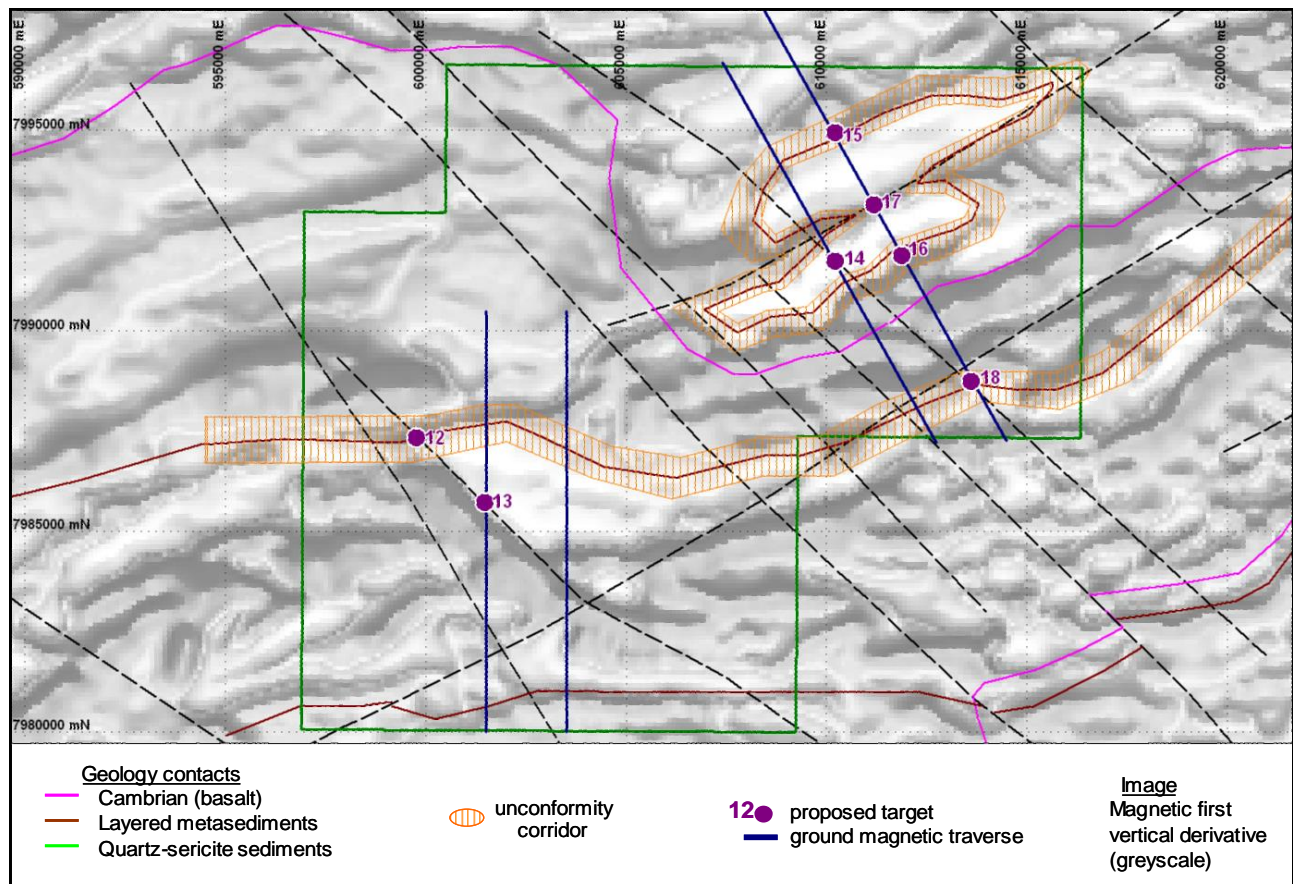 590000 mE
595000 mE
600000 mE
605000 mE
610000 mE
615000 mE
620000 mE
7995000 mN
15
17
16
14
7990000 mN
18
12
13
7985000 mN
7980000 mN
Geology contacts
Cambrian (basalt)
Layered metasediments
Quartz-sericite sediments
unconformity
corridor
12 proposed target
ground magnetic traverse
Image
Magnetic first
vertical derivative
(greyscale)